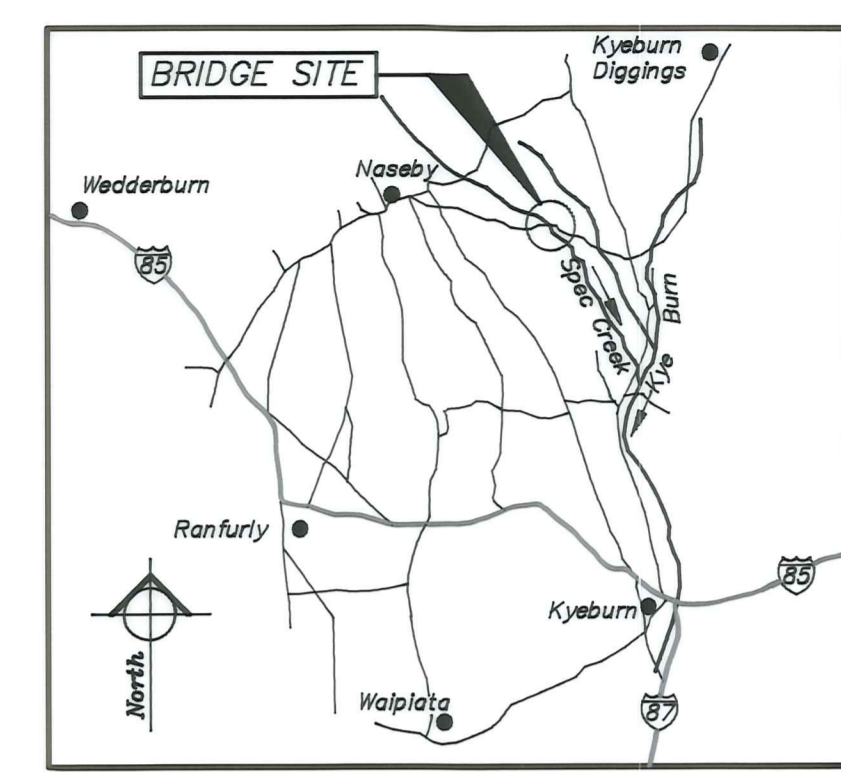 Kyeburn
Diggings
BRIDGE SITE
Naseby
Wedderburn
85
Spec Creek
Kye Burn
Ranfurly
85
Kyeburn
North
Waipiata
87